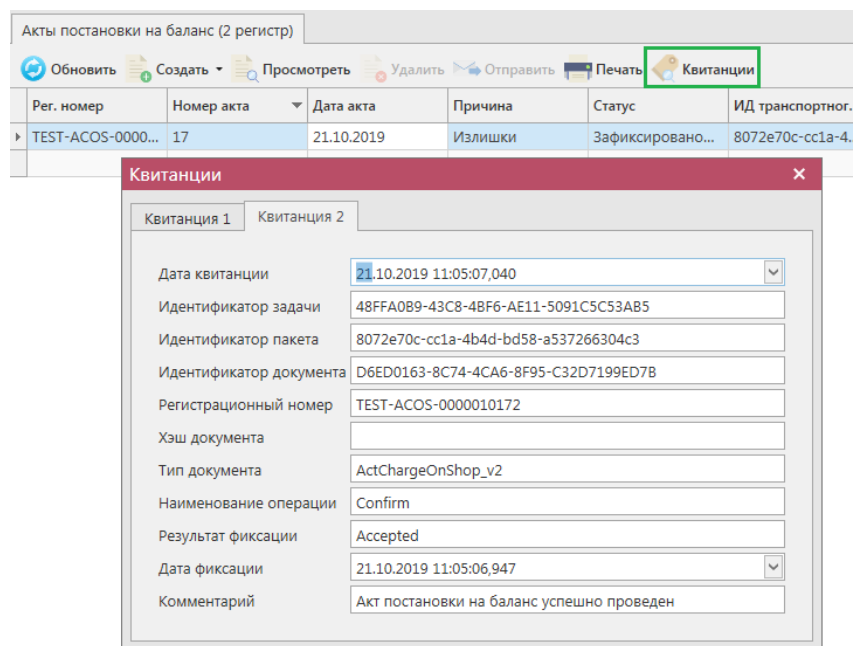 Акты постановки на баланс (2 регистр)
Обновить Создать Просмотреть Удалить Отправить Печать Квитанции
Рег. номер Номер акта Дата акта Причина Статус ИД транспортног.
TEST-ACOS-0000... 17 21.10.2019 Излишки Зафиксировано... 8072e70c-cc1a-4...
Квитанции
Квитанция 1 Квитанция 2
Дата квитанции 21.10.2019 11:05:07,040
Идентификатор задачи 48FFA0B9-43C8-4BF6-AE11-5091C5C53AB5
Идентификатор пакета 8072e70c-cc1a-4b4d-bd58-a537266304c3
Идентификатор документа D6ED0163-8C74-4CA6-8F95-C32D7199ED7B
Регистрационный номер TEST-ACOS-0000010172
Хэш документа
Тип документа ActChargeOnShop_v2
Наименование операции Confirm
Результат фиксации Accepted
Дата фиксации 21.10.2019 11:05:06,947
Комментарий Акт постановки на баланс успешно проведен